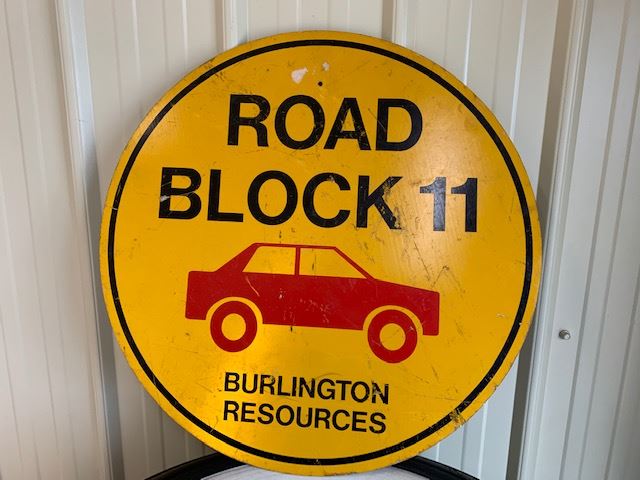 ROAD
BLOCK 11
BURLINGTON
RESOURCES